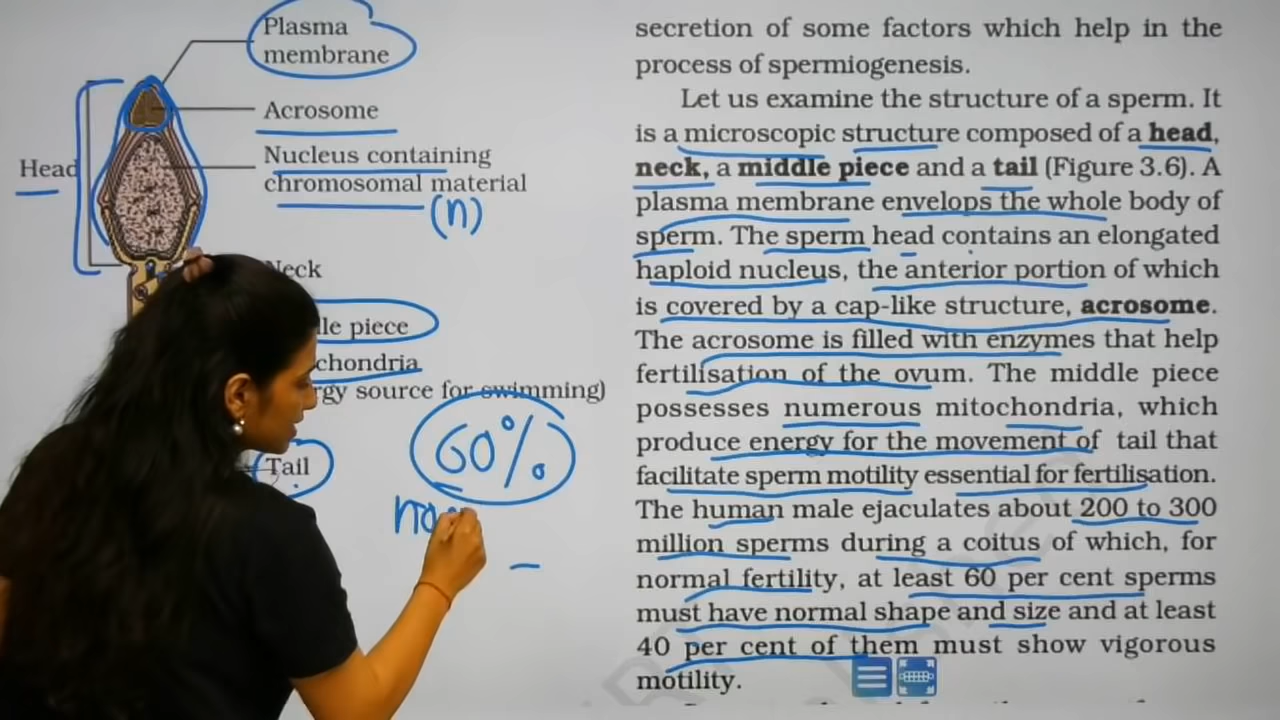 Plasma
membrane
Acrosome
Nucleus containing
chromosomal material
(n)
Head
Neck
le piece
chondria
rgy source for swimming)
60%
Tail
secretion of some factors which help in the
process of spermiogenesis.
Let us examine the structure of a sperm. It
is a microscopic structure composed of a head,
neck, a middle piece and a tail (Figure 3.6). A
plasma membrane envelops the whole body of
sperm. The sperm head contains an elongated
haploid nucleus, the anterior portion of which
is covered by a cap-like structure, acrosome.
The acrosome is filled with enzymes that help
fertilisation of the ovum. The middle piece
possesses numerous mitochondria, which
produce energy for the movement of tail that
facilitate sperm motility essential for fertilisation.
The human male ejaculates about 200 to 300
million sperms during a coitus of which, for
normal fertility, at least 60 per cent sperms
must have normal shape and size and at least
40 per cent of them must show vigorous
motility.